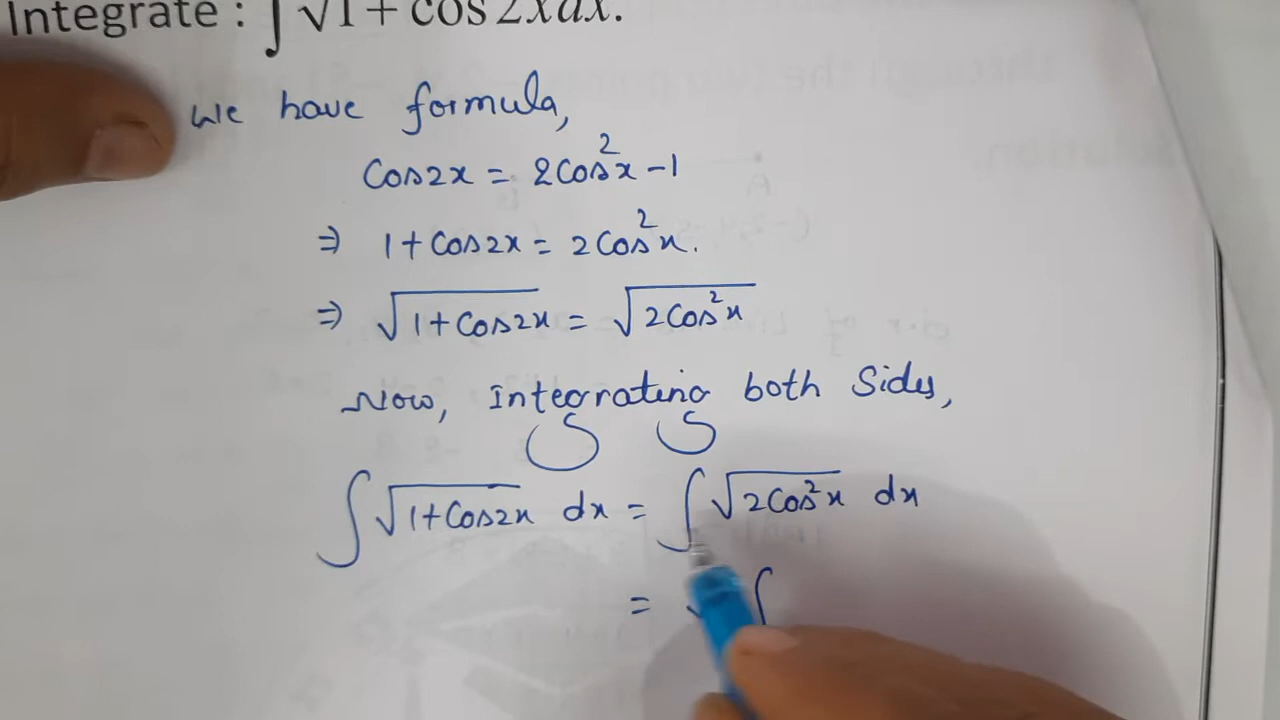 Integrate : ∫√1 + cos 2x dx.
We have formula,
Cos2x = 2Cos²x - 1
⇒ 1 + Cos2x = 2Cos²x.
⇒ √1+Cos2x = √2Cos²x
Now, Integrating both Sides,
∫√1+Cos2x dx = ∫√2Cos²x dx
= √ ∫